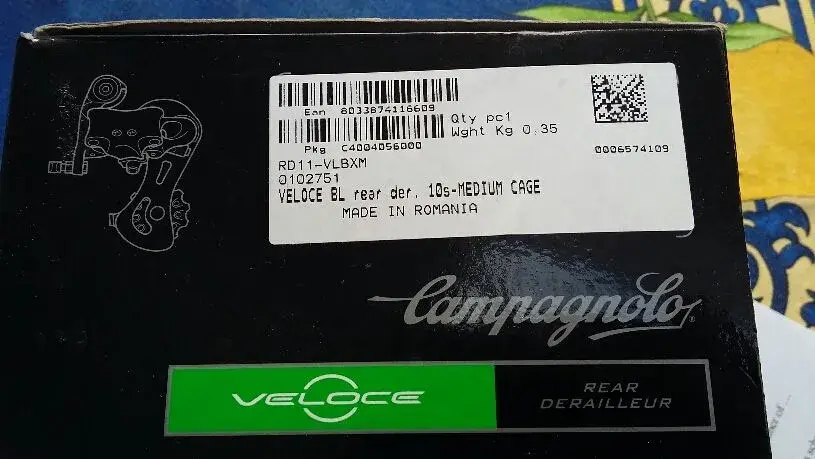 Ean 8033874116609
Qty pc1
Wght Kg 0,35
Pkg C4004056000
0006574109
RD11-VLBXM
0102751
VELOCE BL rear der. 10s-MEDIUM CAGE
MADE IN ROMANIA
Campagnolo
VELOCE
REAR
DERAILLEUR